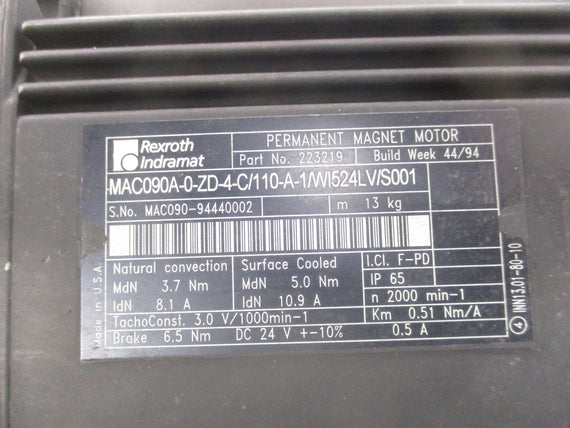 Rexroth
Indramat
PERMANENT MAGNET MOTOR
Part No. 223219 Build Week 44/94
MAC090A-0-ZD-4-C/110-A-1/WI524LV/S001
S.No. MAC090-94440002 m 13 kg
Made in U.S.A.
Natural convection Surface Cooled I.Cl. F-PD
MdN 3.7 Nm MdN 5.0 Nm IP 65
IdN 8.1 A IdN 10.9 A n 2000 min-1
TachoConst. 3.0 V/1000min-1 Km 0.51 Nm/A
Brake 6.5 Nm DC 24 V +-10% 0.5 A
4 INN13.01-80-10